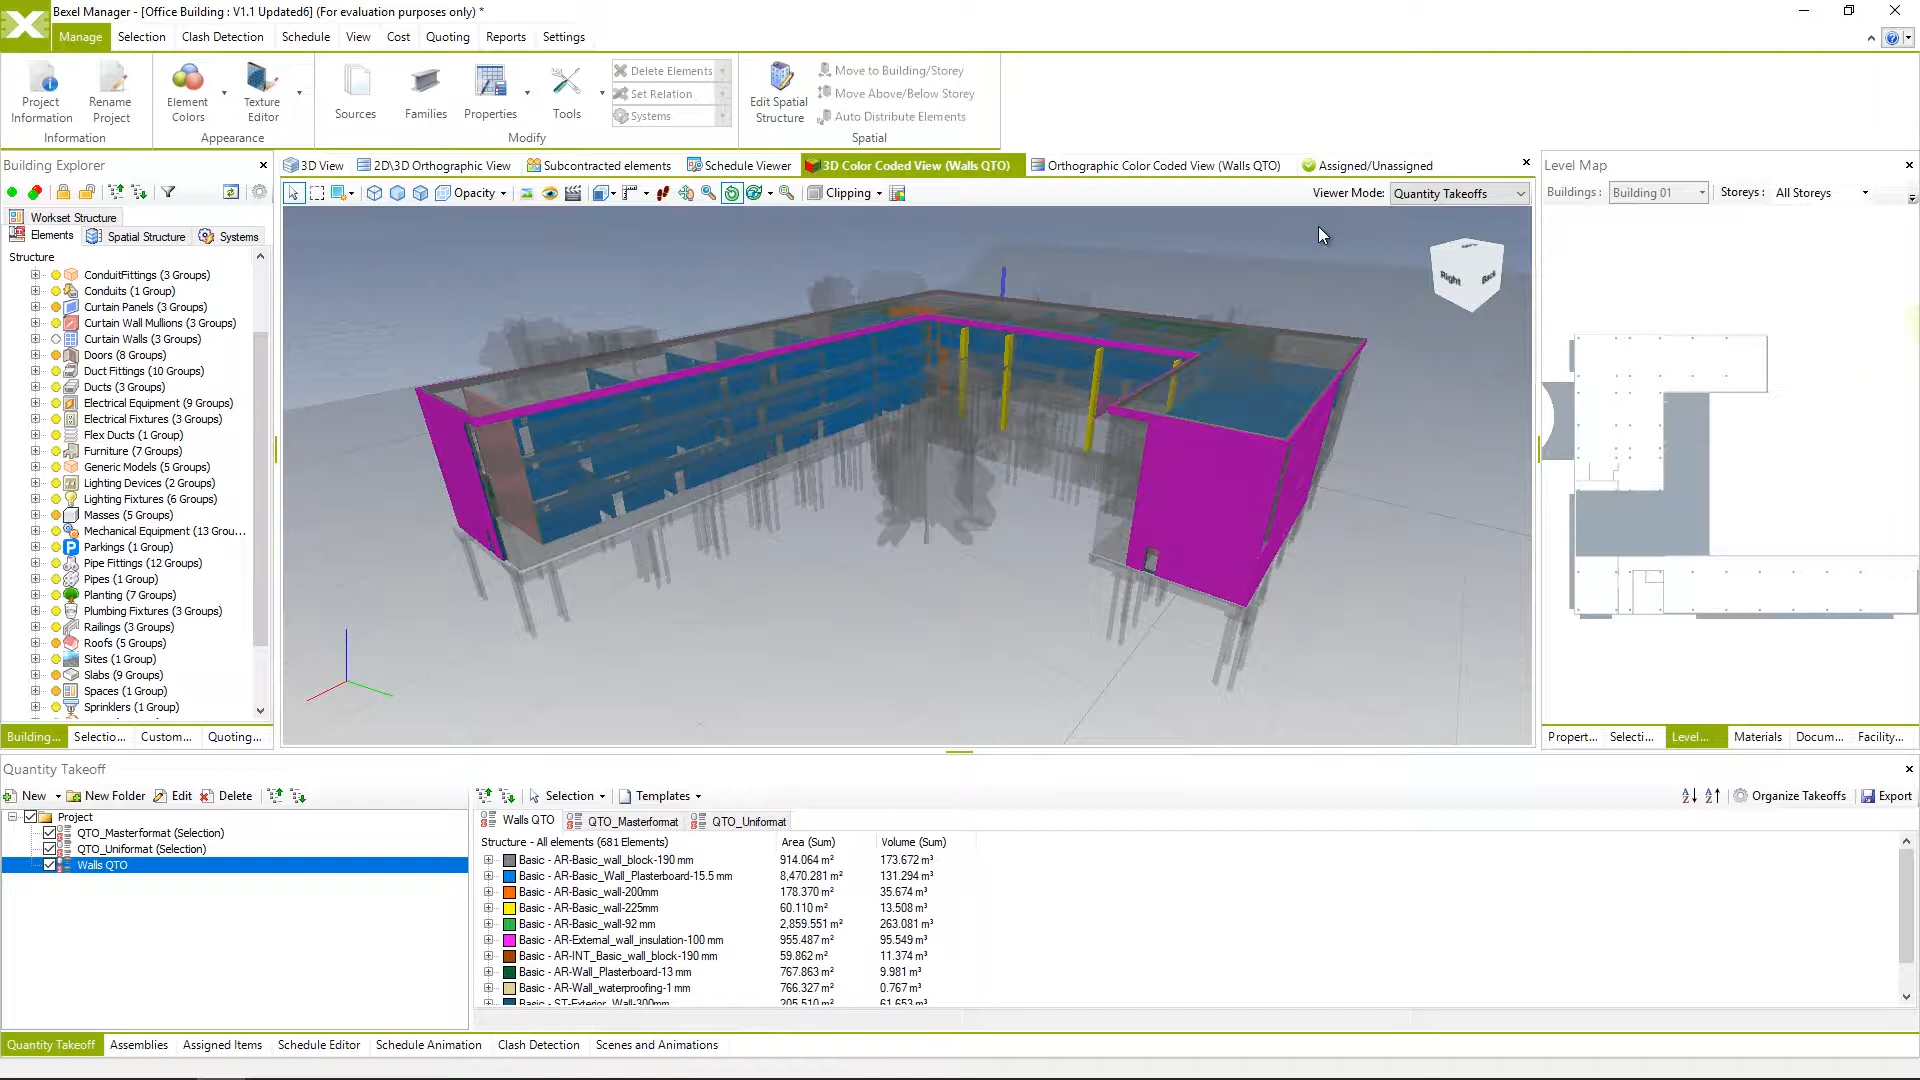 Bexel Manager - [Office Building : V1.1 Updated6] (For evaluation purposes only) *
Manage Selection Clash Detection Schedule View Cost Quoting Reports Settings
Project Information
Rename Project
Information
Element Colors
Texture Editor
Appearance
Sources
Families
Properties
Tools
Delete Elements
Set Relation
Systems
Modify
Edit Spatial Structure
Move to Building/Storey
Move Above/Below Storey
Auto Distribute Elements
Spatial
Building Explorer
3D View 2D\3D Orthographic View Subcontracted elements Schedule Viewer 3D Color Coded View (Walls QTO) Orthographic Color Coded View (Walls QTO) Assigned/Unassigned
Level Map
Opacity Clipping Viewer Mode: Quantity Takeoffs
Buildings : Building 01 Storeys : All Storeys
Workset Structure
Elements Spatial Structure Systems
Structure
ConduitFittings (3 Groups)
Conduits (1 Group)
Curtain Panels (3 Groups)
Curtain Wall Mullions (3 Groups)
Curtain Walls (3 Groups)
Doors (8 Groups)
Duct Fittings (10 Groups)
Ducts (3 Groups)
Electrical Equipment (9 Groups)
Electrical Fixtures (3 Groups)
Flex Ducts (1 Group)
Furniture (7 Groups)
Generic Models (5 Groups)
Lighting Devices (2 Groups)
Lighting Fixtures (6 Groups)
Masses (5 Groups)
Mechanical Equipment (13 Grou...
Parkings (1 Group)
Pipe Fittings (12 Groups)
Pipes (1 Group)
Planting (7 Groups)
Plumbing Fixtures (3 Groups)
Railings (3 Groups)
Roofs (5 Groups)
Sites (1 Group)
Slabs (9 Groups)
Spaces (1 Group)
Sprinklers (1 Group)
Right Back
Building... Selectio... Custom... Quoting...
Propert... Selecti... Level... Materials Docum... Facility...
Quantity Takeoff
New New Folder Edit Delete
Selection Templates
Organize Takeoffs Export
Project
QTO_Masterformat (Selection)
QTO_Uniformat (Selection)
Walls QTO
Walls QTO QTO_Masterformat QTO_Uniformat
Structure - All elements (681 Elements) Area (Sum) Volume (Sum)
Basic - AR-Basic_wall_block-190 mm 914.064 m² 173.672 m³
Basic - AR-Basic_Wall_Plasterboard-15.5 mm 8,470.281 m² 131.294 m³
Basic - AR-Basic_wall-200mm 178.370 m² 35.674 m³
Basic - AR-Basic_wall-225mm 60.110 m² 13.508 m³
Basic - AR-Basic_wall-92 mm 2,859.551 m² 263.081 m³
Basic - AR-External_wall_insulation-100 mm 955.487 m² 95.549 m³
Basic - AR-INT_Basic_wall_block-190 mm 59.862 m² 11.374 m³
Basic - AR-Wall_Plasterboard-13 mm 767.863 m² 9.981 m³
Basic - AR-Wall_waterproofing-1 mm 766.327 m² 0.767 m³
Basic - ST-Exterior_Wall-300mm 205.510 m² 61.653 m³
Quantity Takeoff Assemblies Assigned Items Schedule Editor Schedule Animation Clash Detection Scenes and Animations